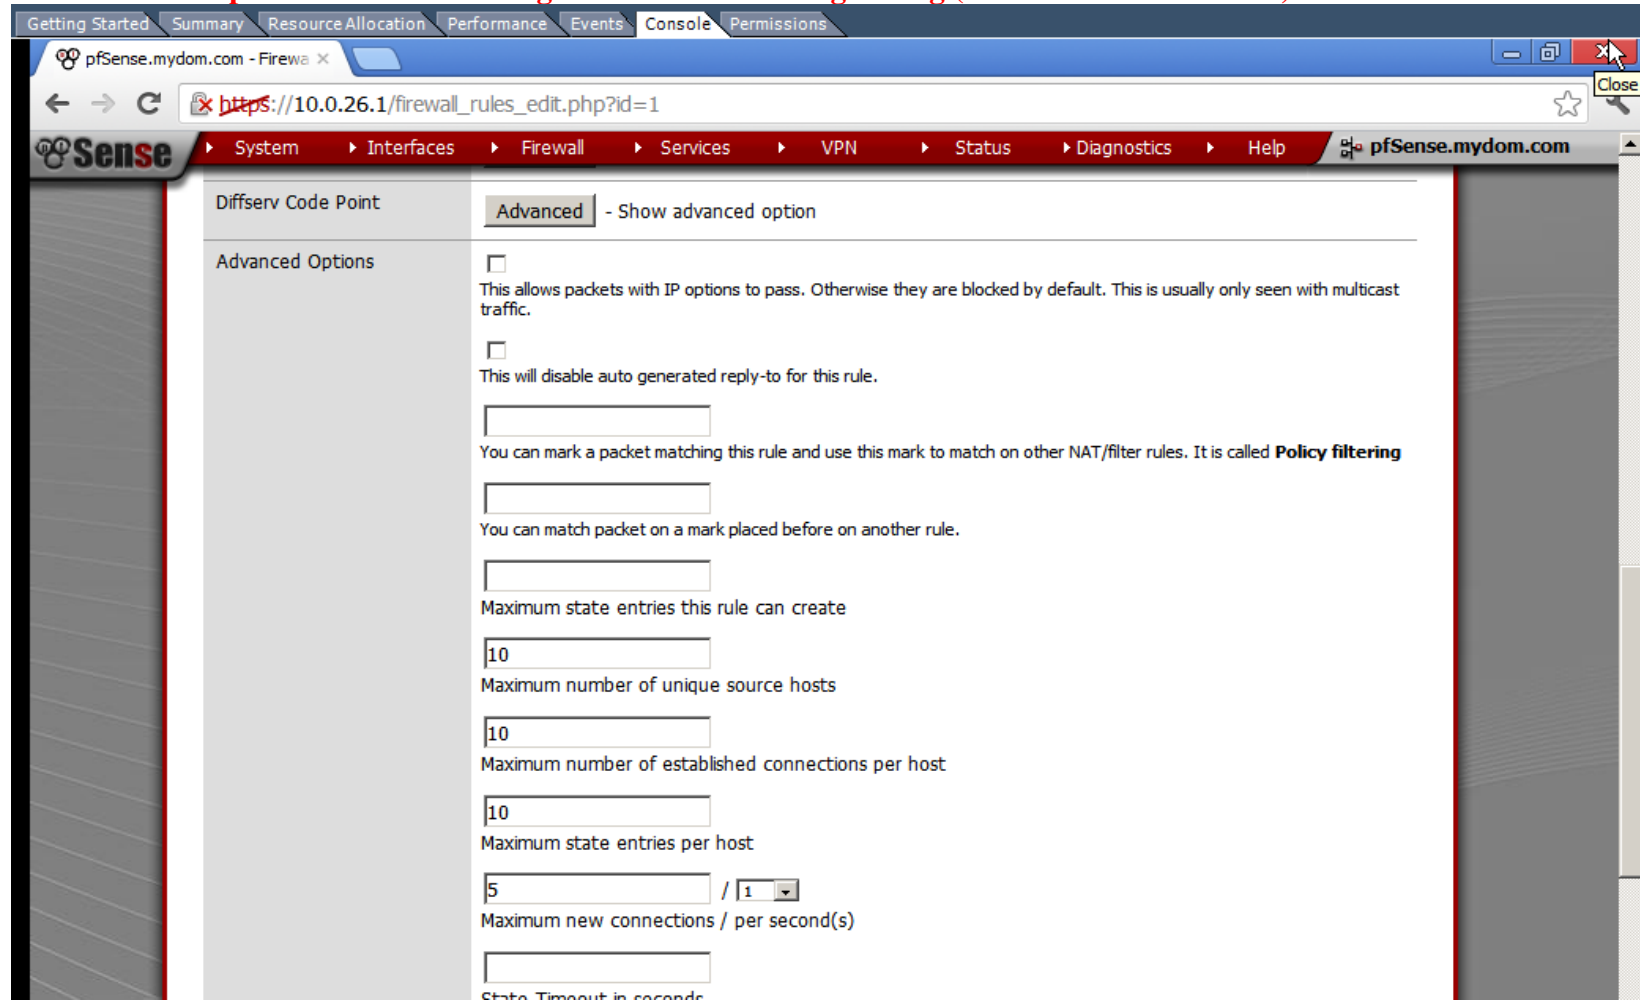 Getting Started Summary Resource Allocation Performance Events Console Permissions
pfSense.mydom.com - Firewa
Close
https://10.0.26.1/firewall_rules_edit.php?id=1
Sense System Interfaces Firewall Services VPN Status Diagnostics Help pfSense.mydom.com
Diffserv Code Point
Advanced - Show advanced option
Advanced Options
This allows packets with IP options to pass. Otherwise they are blocked by default. This is usually only seen with multicast
traffic.
This will disable auto generated reply-to for this rule.
You can mark a packet matching this rule and use this mark to match on other NAT/filter rules. It is called Policy filtering
You can match packet on a mark placed before on another rule.
Maximum state entries this rule can create
10
Maximum number of unique source hosts
10
Maximum number of established connections per host
10
Maximum state entries per host
5 / 1
Maximum new connections / per second(s)
State Timeout in seconds